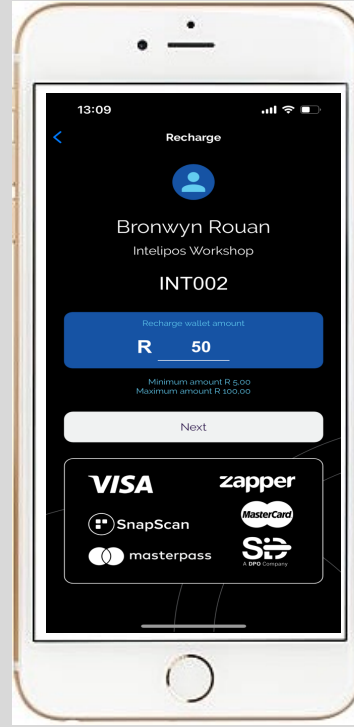 13:09
Recharge
Bronwyn Rouan
Intelipos Workshop
INT002
Recharge wallet amount
R 50
Minimum amount R 5,00
Maximum amount R 100,00
Next
VISA
zapper
SnapScan
MasterCard
masterpass
SiD
A DPO Company